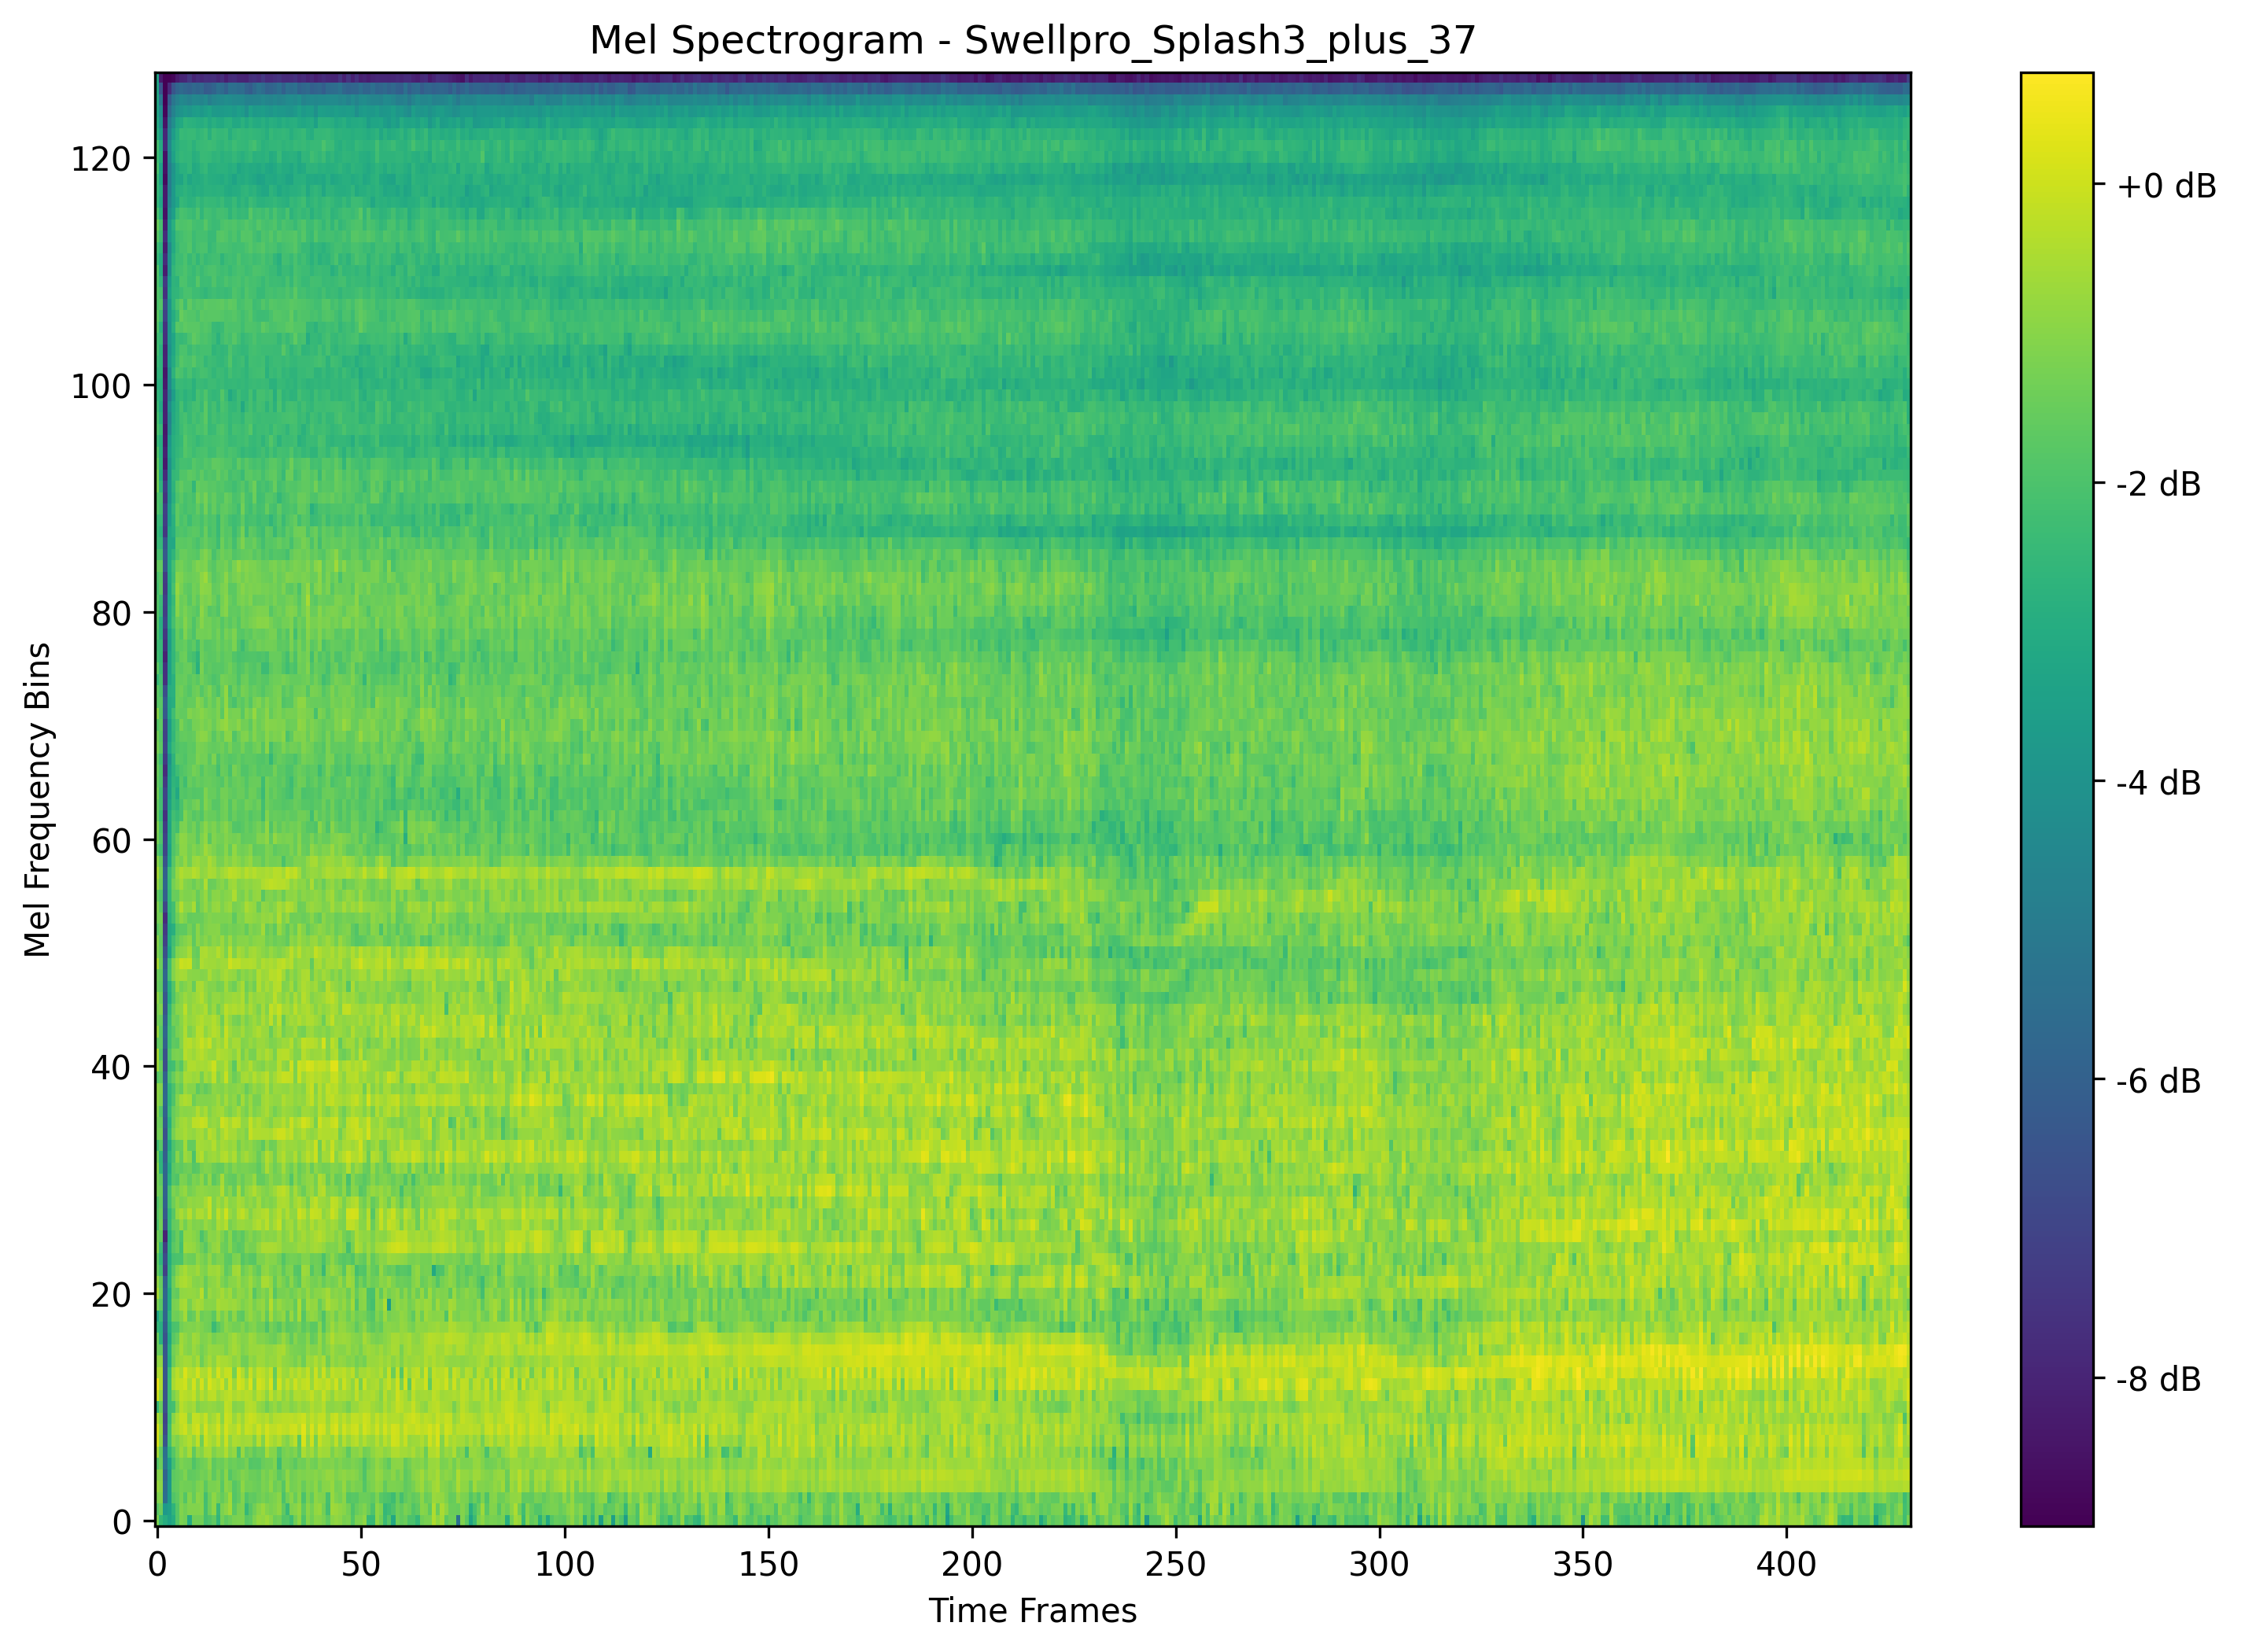 Mel Spectrogram - Swellpro_Splash3_plus_37
Mel Frequency Bins
120
100
80
60
40
20
0
0 50 100 150 200 250 300 350 400
Time Frames
+0 dB
-2 dB
-4 dB
-6 dB
-8 dB